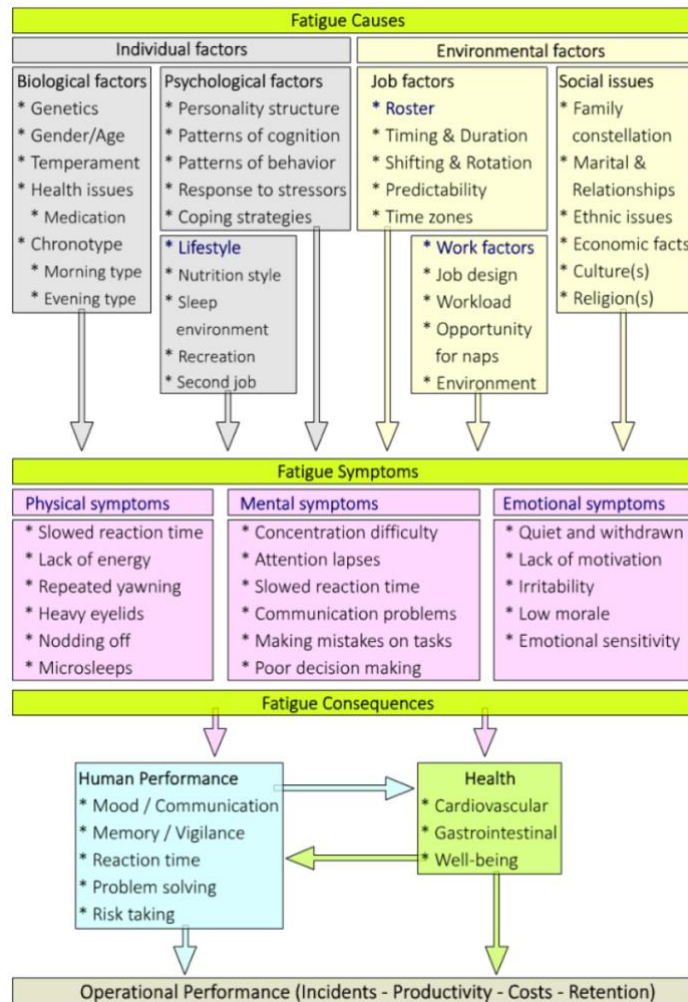 Fatigue Causes
Individual factors
Environmental factors
Biological factors
* Genetics
* Gender/Age
* Temperament
* Health issues
* Medication
* Chronotype
* Morning type
* Evening type
Psychological factors
* Personality structure
* Patterns of cognition
* Patterns of behavior
* Response to stressors
* Coping strategies
* Lifestyle
* Nutrition style
* Sleep
environment
* Recreation
* Second job
Job factors
* Roster
* Timing & Duration
* Shifting & Rotation
* Predictability
* Time zones
* Work factors
* Job design
* Workload
* Opportunity
for naps
* Environment
Social issues
* Family
constellation
* Marital &
Relationships
* Ethnic issues
* Economic facts
* Culture(s)
* Religion(s)
Fatigue Symptoms
Physical symptoms
* Slowed reaction time
* Lack of energy
* Repeated yawning
* Heavy eyelids
* Nodding off
* Microsleeps
Mental symptoms
* Concentration difficulty
* Attention lapses
* Slowed reaction time
* Communication problems
* Making mistakes on tasks
* Poor decision making
Emotional symptoms
* Quiet and withdrawn
* Lack of motivation
* Irritability
* Low morale
* Emotional sensitivity
Fatigue Consequences
Human Performance
* Mood / Communication
* Memory / Vigilance
* Reaction time
* Problem solving
* Risk taking
Health
* Cardiovascular
* Gastrointestinal
* Well-being
Operational Performance (Incidents - Productivity - Costs - Retention)